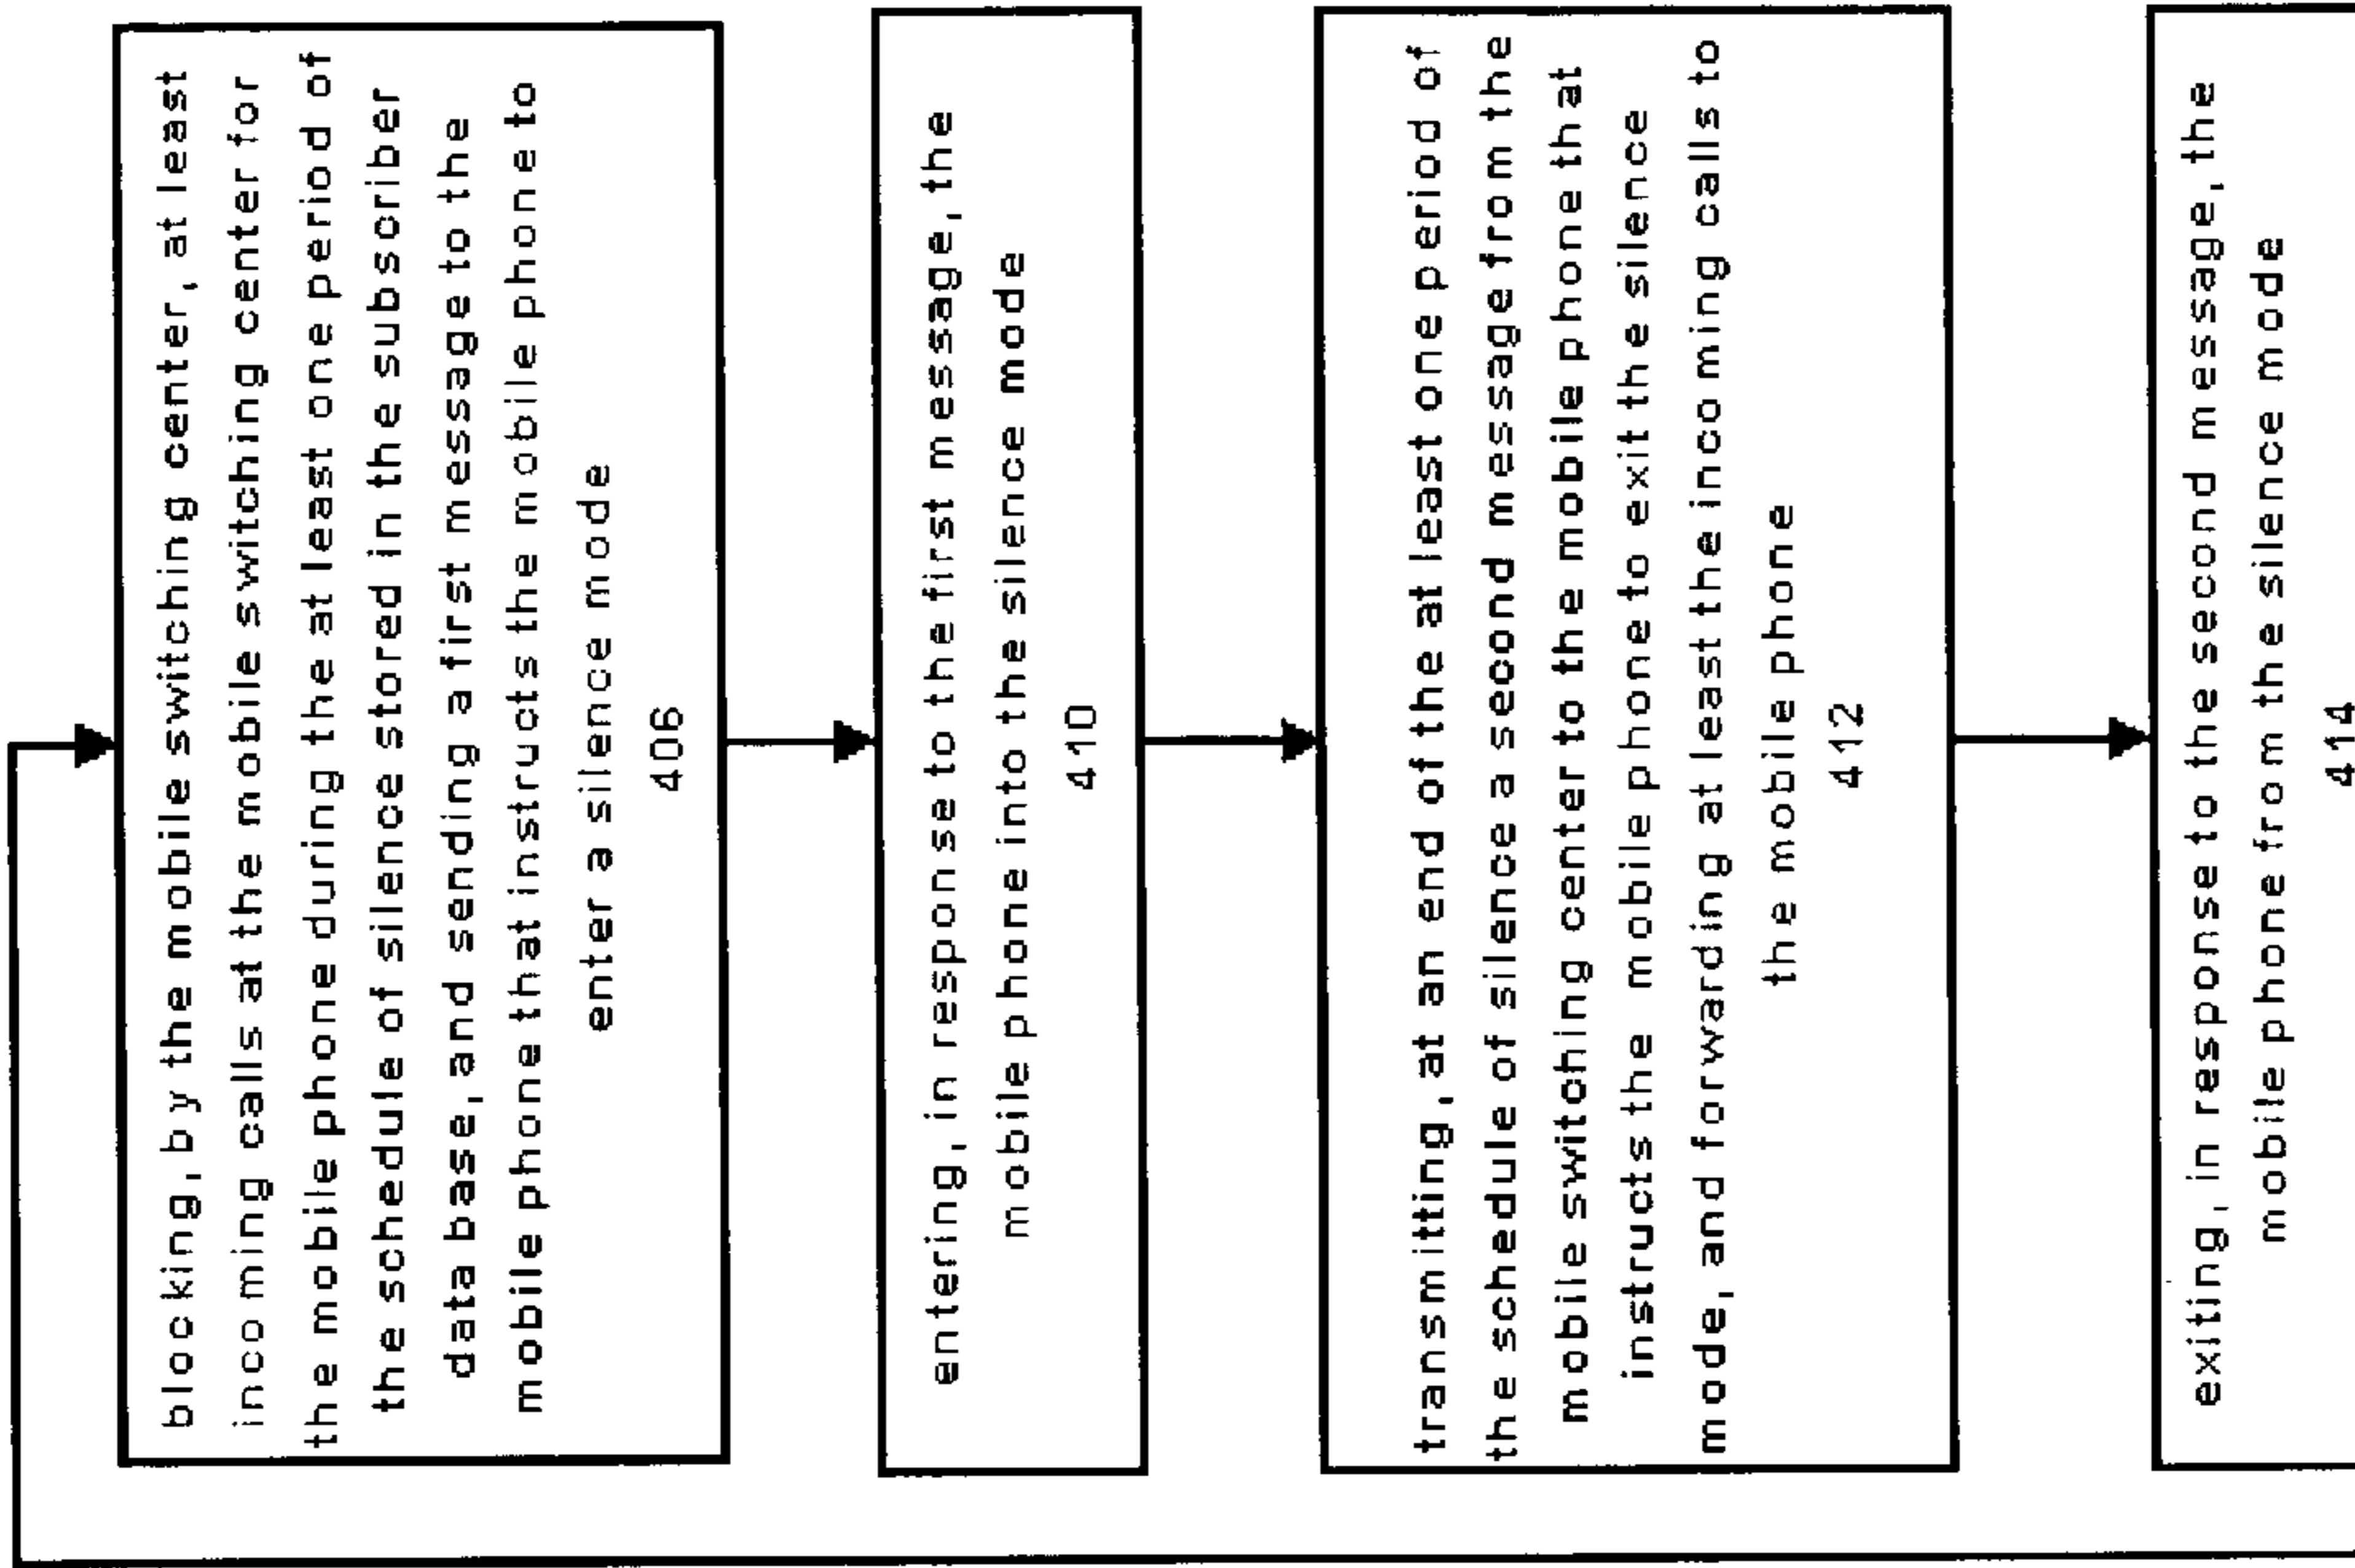 blocking, by the mobile switching center, at least
incoming calls at the mobile switching center for
the mobile phone during the at least one period of
the schedule of silence stored in the subscriber
data base, and sending a first message to the
mobile phone that instructs the mobile phone to
enter a silence mode
406
entering, in response to the first message, the
mobile phone into the silence mode
410
transmitting, at an end of the at least one period of
the schedule of silence a second message from the
mobile switching center to the mobile phone that
instructs the mobile phone to exit the silence
mode, and forwarding at least the incoming calls to
the mobile phone
412
exiting, in response to the second message, the
mobile phone from the silence mode
414